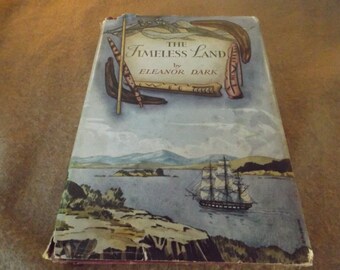 THE
TIMELESS LAND
by
ELEANOR DARK